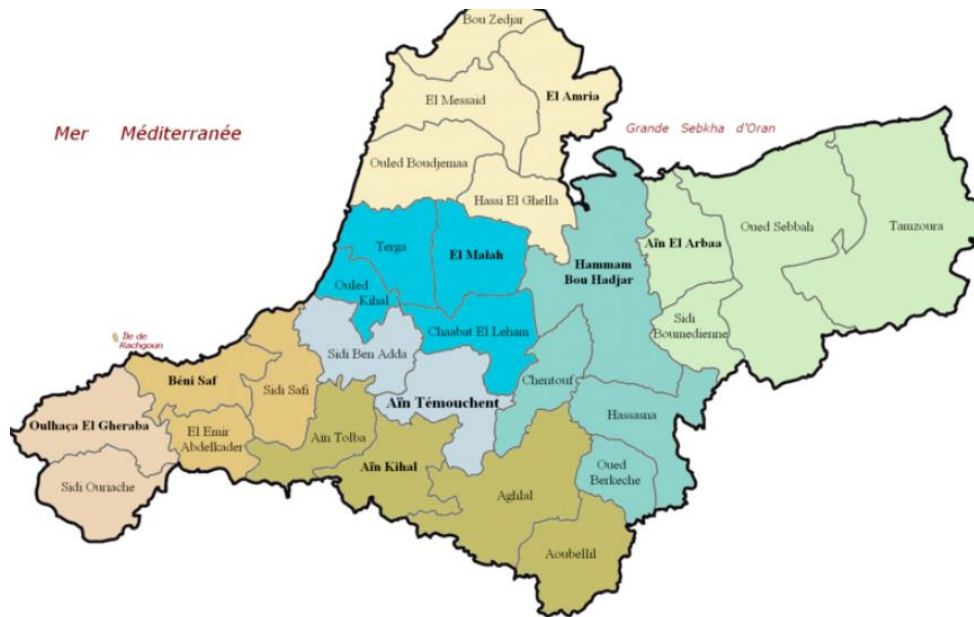 Bou Zedjar
El Messaid
El Amria
Mer Méditerranée
Grande Sebkha d'Oran
Ouled Boudjemaa
Hassi El Ghella
Terga
El Malah
Hammam
Bou Hadjar
Aïn El Arbaa
Oued Sebbah
Tamzoura
Ouled
Kihal
Chaabat El Leham
Sidi
Boumedienne
Île de
Rachgoun
Sidi Ben Adda
Béni Saf
Sidi Safi
Chentouf
Aïn Témouchent
Hassasna
Oulhaça El Gheraba
El Emir
Abdelkader
Ain Tolba
Aïn Kihal
Oued
Berkeche
Sidi Ouriache
Aghlal
Aoubellil